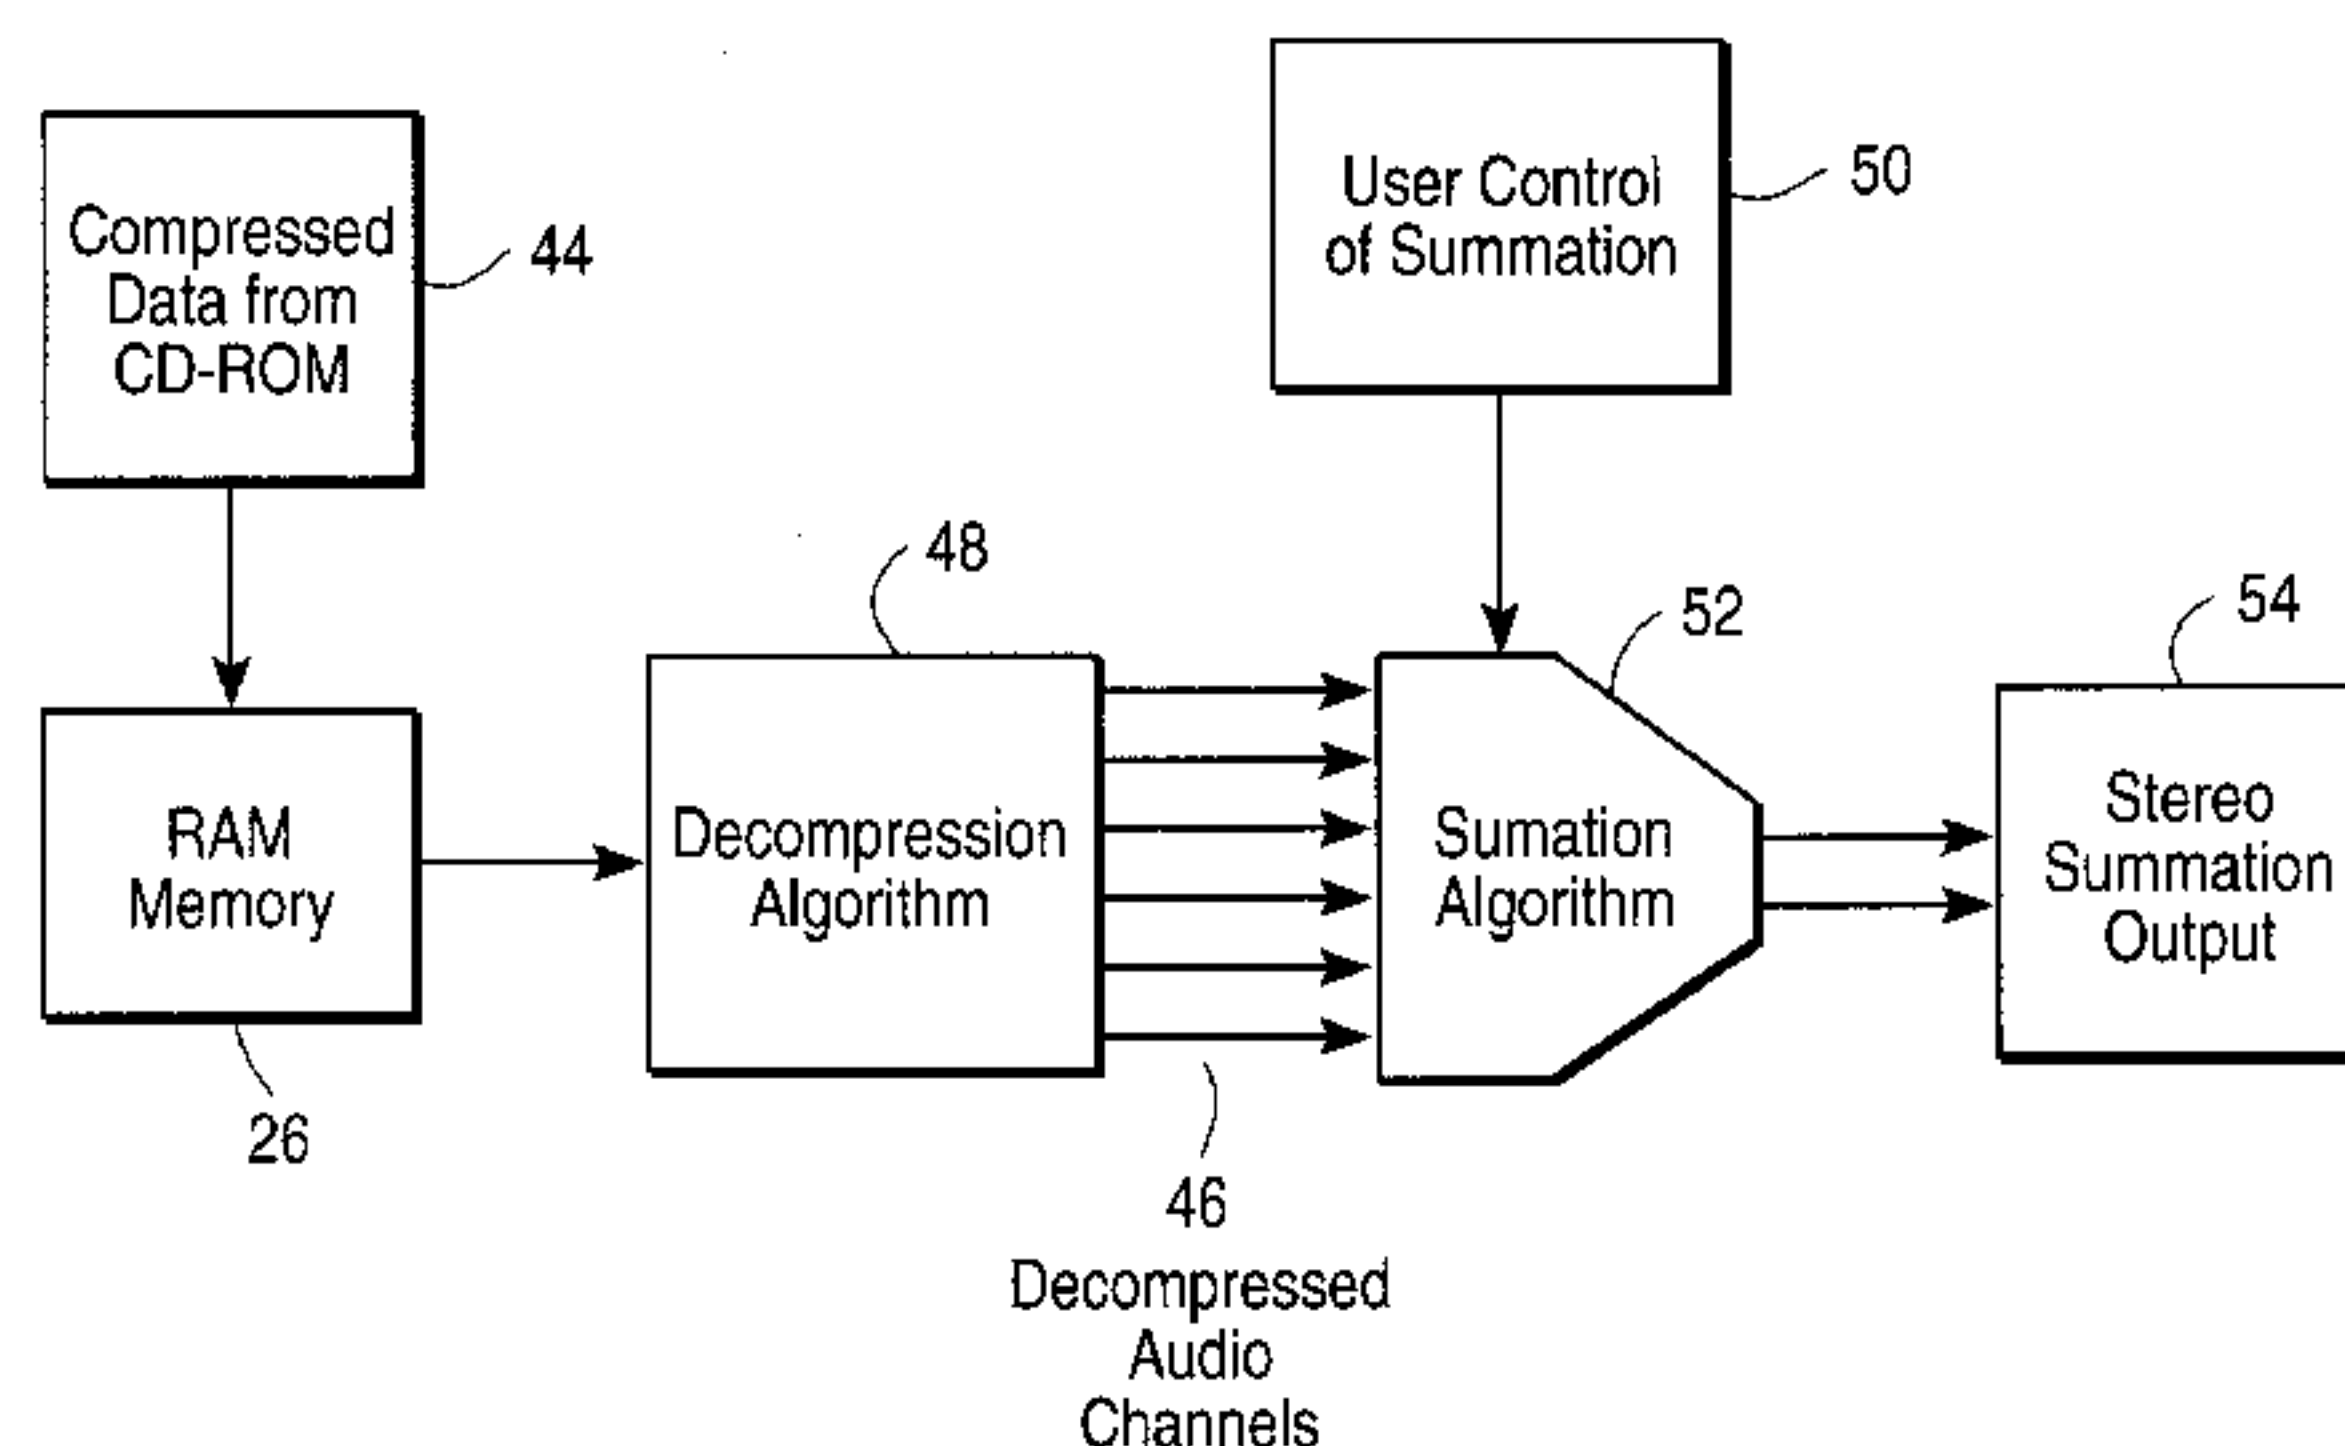 Compressed
Data from
CD-ROM
44
User Control
of Summation
50
48
52
54
RAM
Memory
26
Decompression
Algorithm
Sumation
Algorithm
Stereo
Summation
Output
46
Decompressed
Audio
Channels